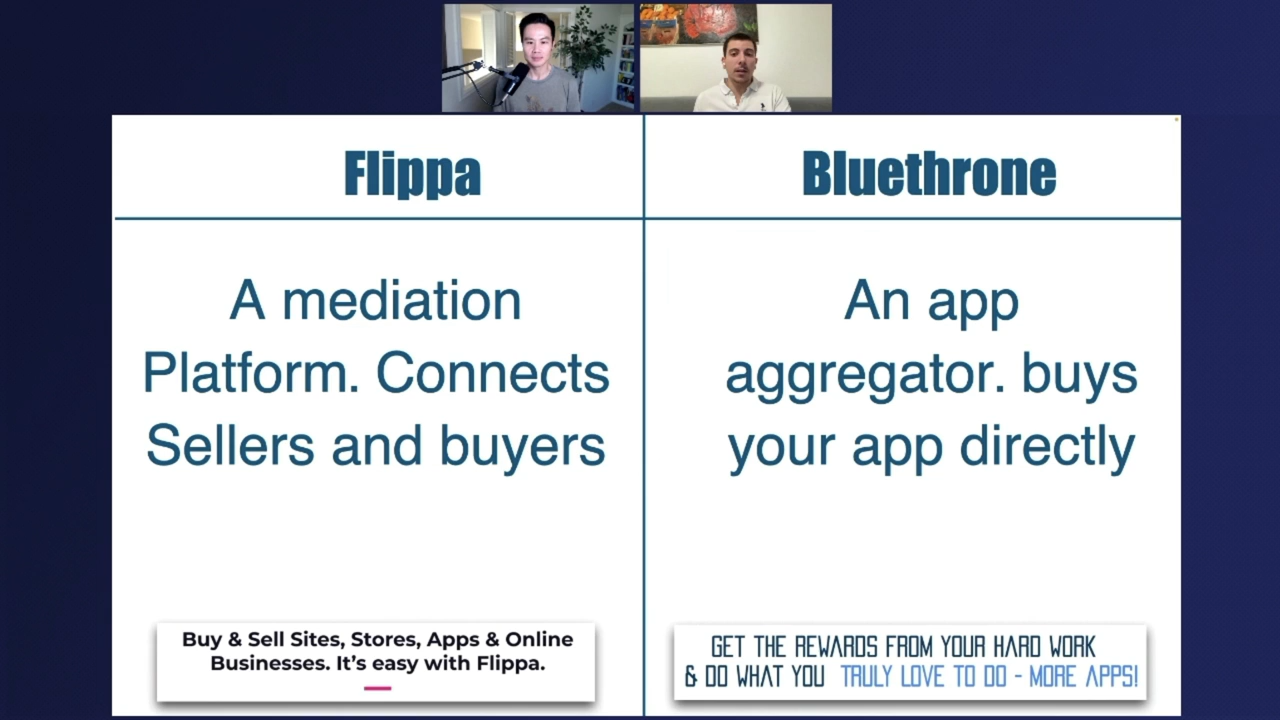 Flippa
Bluethrone
A mediation
Platform. Connects
Sellers and buyers
An app
aggregator. buys
your app directly
Buy & Sell Sites, Stores, Apps & Online
Businesses. It's easy with Flippa.
GET THE REWARDS FROM YOUR HARD WORK
& DO WHAT YOU TRULY LOVE TO DO - MORE APPS!